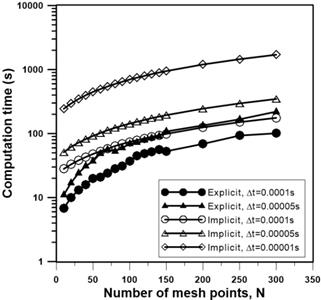 10000
1000
100
10
1
Computation time (s)
0 50 100 150 200 250 300 350
Number of mesh points, N
Explicit, Δt=0.0001s
Explicit, Δt=0.00005s
Implicit, Δt=0.0001s
Implicit, Δt=0.00005s
Implicit, Δt=0.00001s